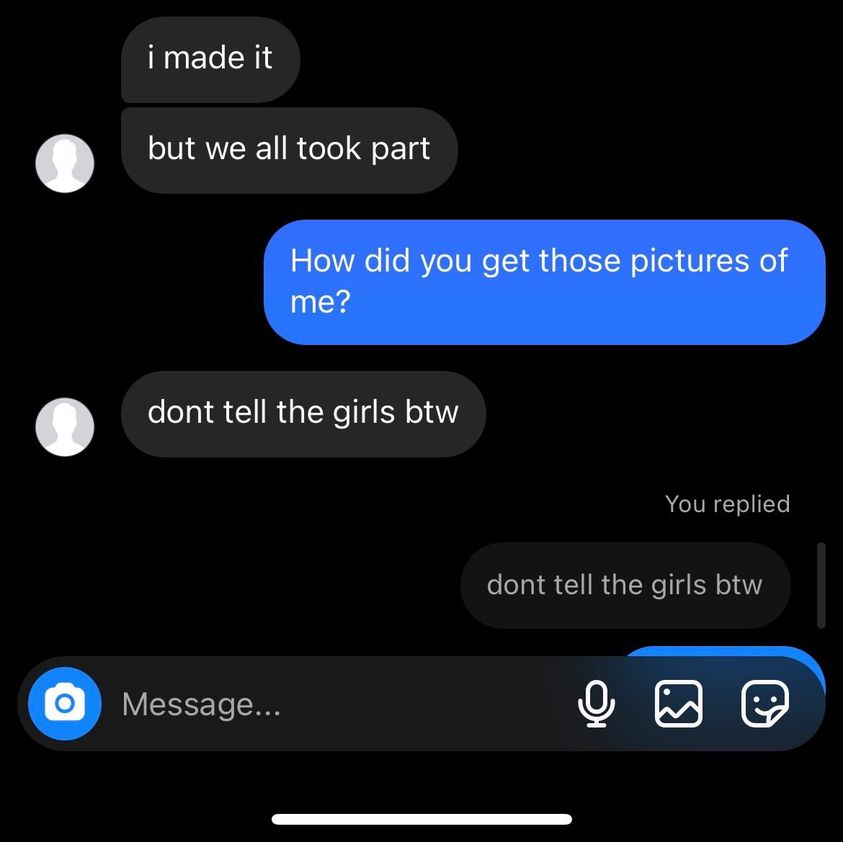 i made it
but we all took part
How did you get those pictures of
me?
dont tell the girls btw
You replied
dont tell the girls btw
Message...